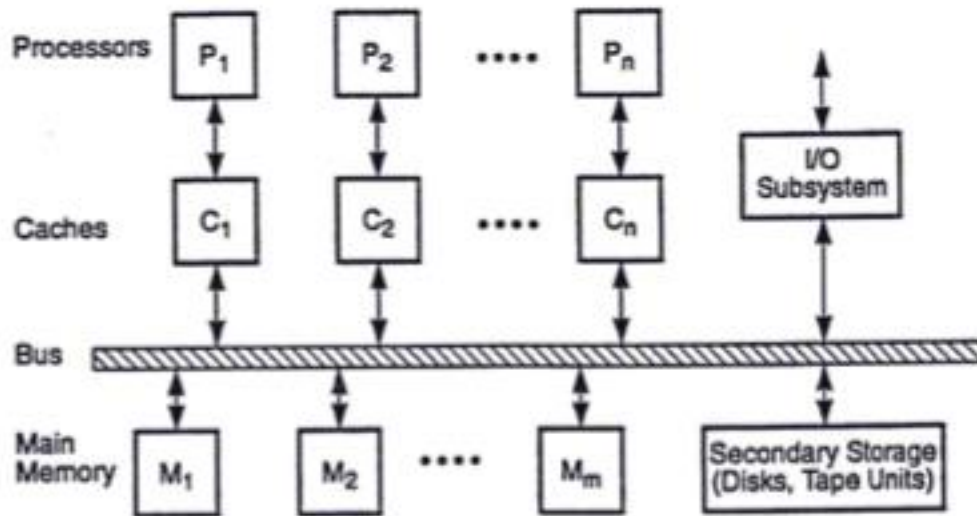 Processors P₁ P₂ •••• Pₙ
I/O
Subsystem
Caches C₁ C₂ •••• Cₙ
Bus
Main
Memory M₁ M₂ •••• Mₘ
Secondary Storage
(Disks, Tape Units)